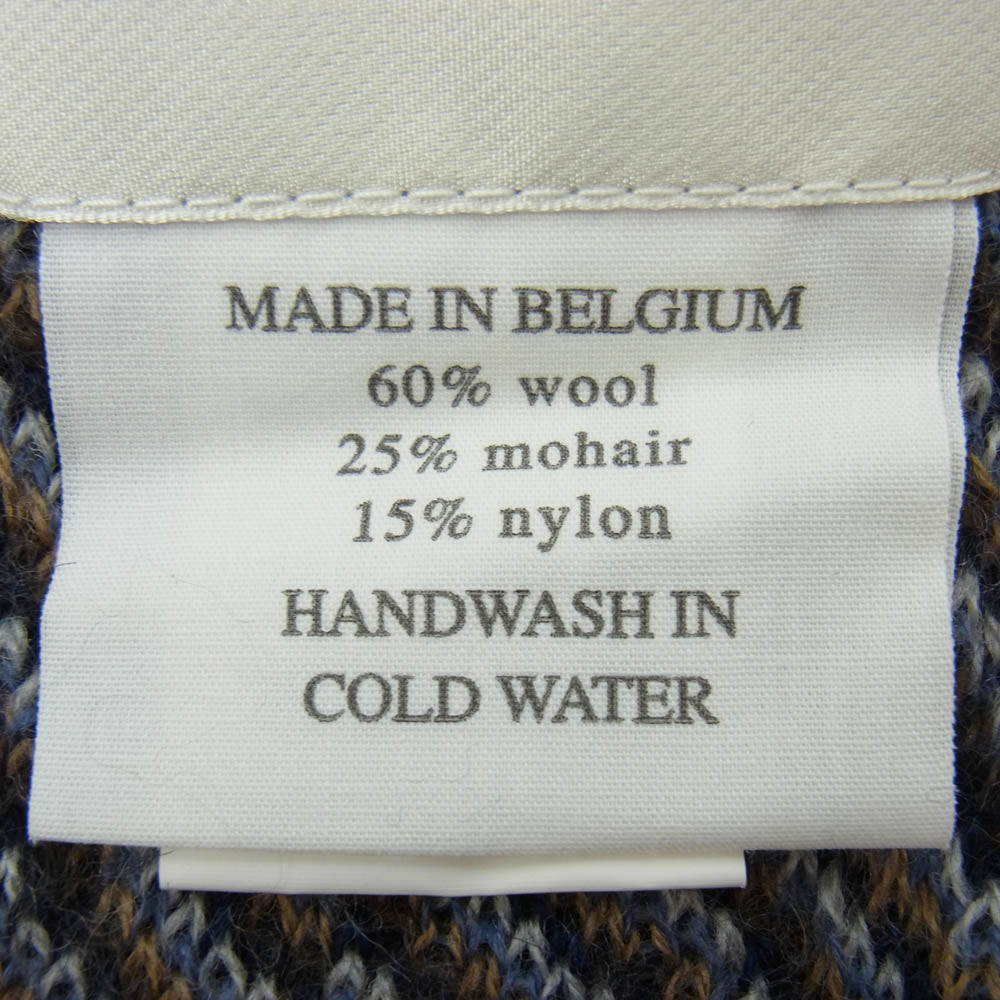 MADE IN BELGIUM
60% wool
25% mohair
15% nylon
HANDWASH IN
COLD WATER